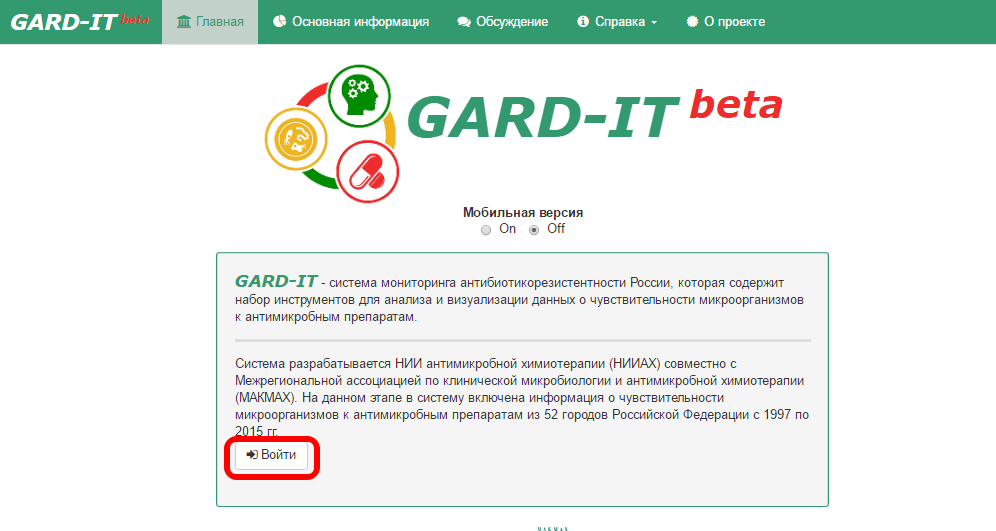 GARD-IT beta Главная Основная информация Обсуждение Справка О проекте
GARD-IT beta
Мобильная версия
On Off
GARD-IT - система мониторинга антибиотикорезистентности России, которая содержит
набор инструментов для анализа и визуализации данных о чувствительности микроорганизмов
к антимикробным препаратам.
Система разрабатывается НИИ антимикробной химиотерапии (НИИАХ) совместно с
Межрегиональной ассоциацией по клинической микробиологии и антимикробной химиотерапии
(МАКМАХ). На данном этапе в систему включена информация о чувствительности
микроорганизмов к антимикробным препаратам из 52 городов Российской Федерации с 1997 по
2015 гг.
Войти
МАКМАХ